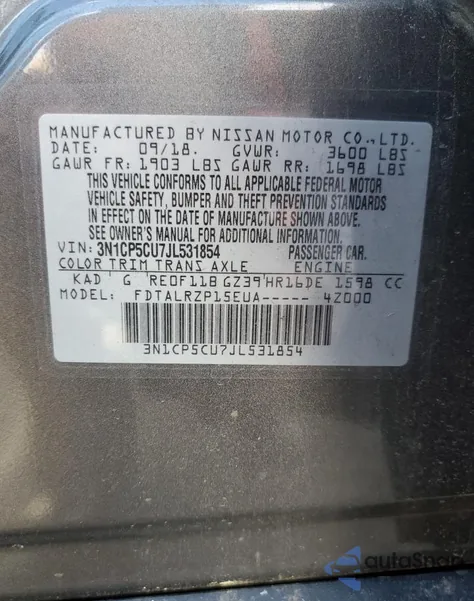 MANUFACTURED BY NISSAN MOTOR CO., LTD.
DATE: 09/18. GVWR: 3600 LBS
GAWR FR: 1903 LBS GAWR RR: 1698 LBS
THIS VEHICLE CONFORMS TO ALL APPLICABLE FEDERAL MOTOR
VEHICLE SAFETY, BUMPER AND THEFT PREVENTION STANDARDS
IN EFFECT ON THE DATE OF MANUFACTURE SHOWN ABOVE.
SEE OWNER'S MANUAL FOR ADDITIONAL INFORMATION.
VIN: 3N1CP5CU7JL531854 PASSENGER CAR.
COLOR TRIM TRANS AXLE ENGINE
KAD G RE0F11B GZ39 HR16DE 1598 CC
MODEL: FDTALRZP15EUA----- 4Z000
3N1CP5CU7JL531854